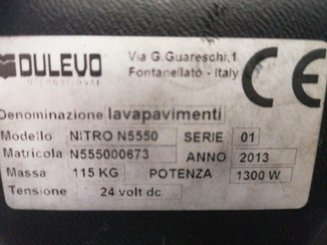 DULEVO
INTERNATIONAL
Via G.Guareschi,1
Fontanellato - Italy
CE
Denominazione lavapavimenti
Modello NITRO N5550 SERIE 01
Matricola N555000673 ANNO 2013
Massa 115 KG POTENZA 1300 W
Tensione 24 volt dc